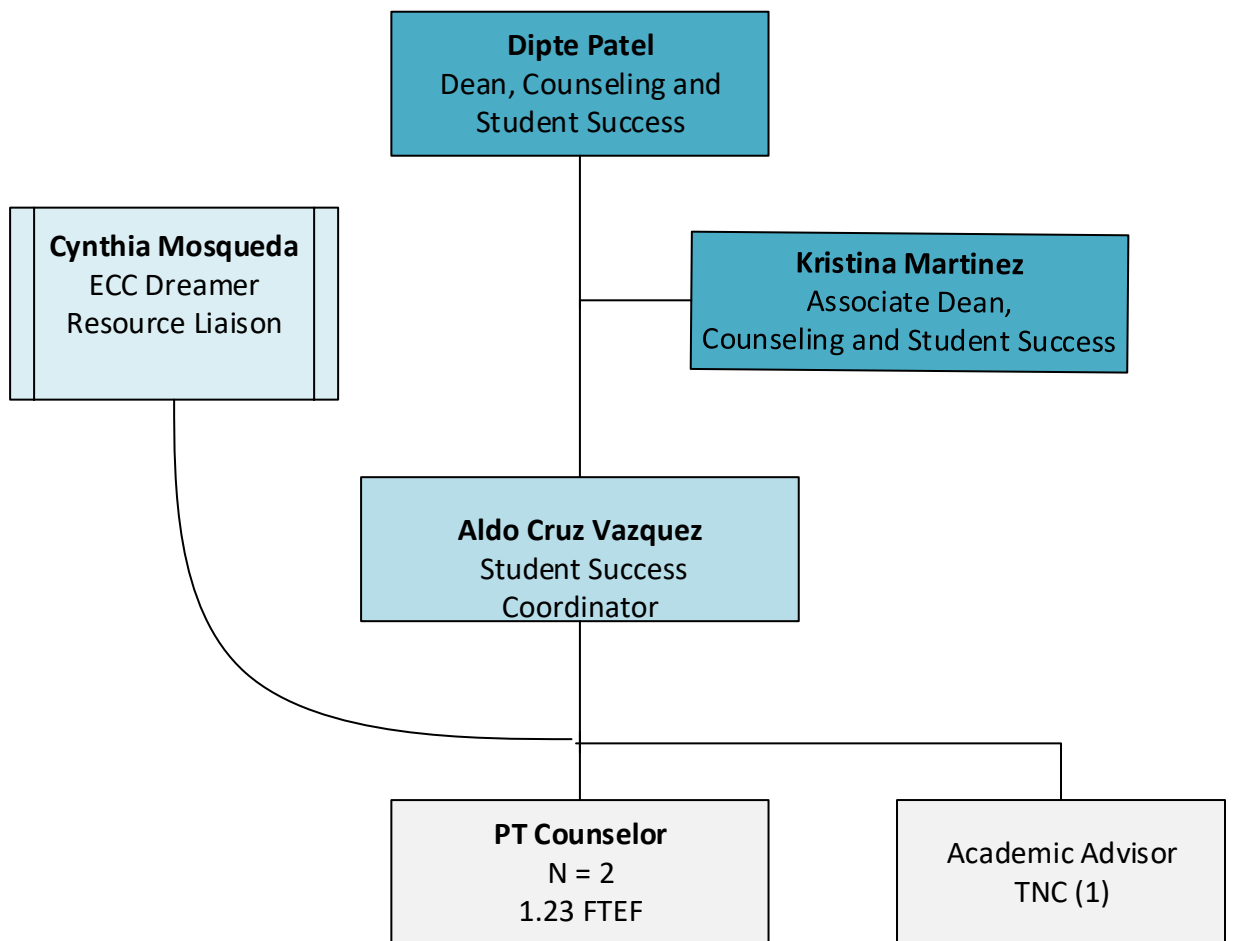 Dipte Patel
Dean, Counseling and
Student Success
Cynthia Mosqueda
ECC Dreamer
Resource Liaison
Kristina Martinez
Associate Dean,
Counseling and Student Success
Aldo Cruz Vazquez
Student Success
Coordinator
PT Counselor
N = 2
1.23 FTEF
Academic Advisor
TNC (1)